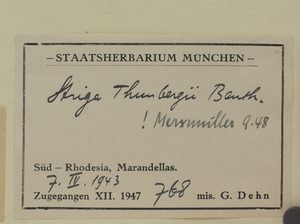 – STAATSHERBARIUM MÜNCHEN –
Striga Thunbergii Benth.
! Merxmüller 9.48
Süd – Rhodesia, Marandellas.
7. IV. 1943
Zugegangen XII. 1947 768 mis. G. Dehn